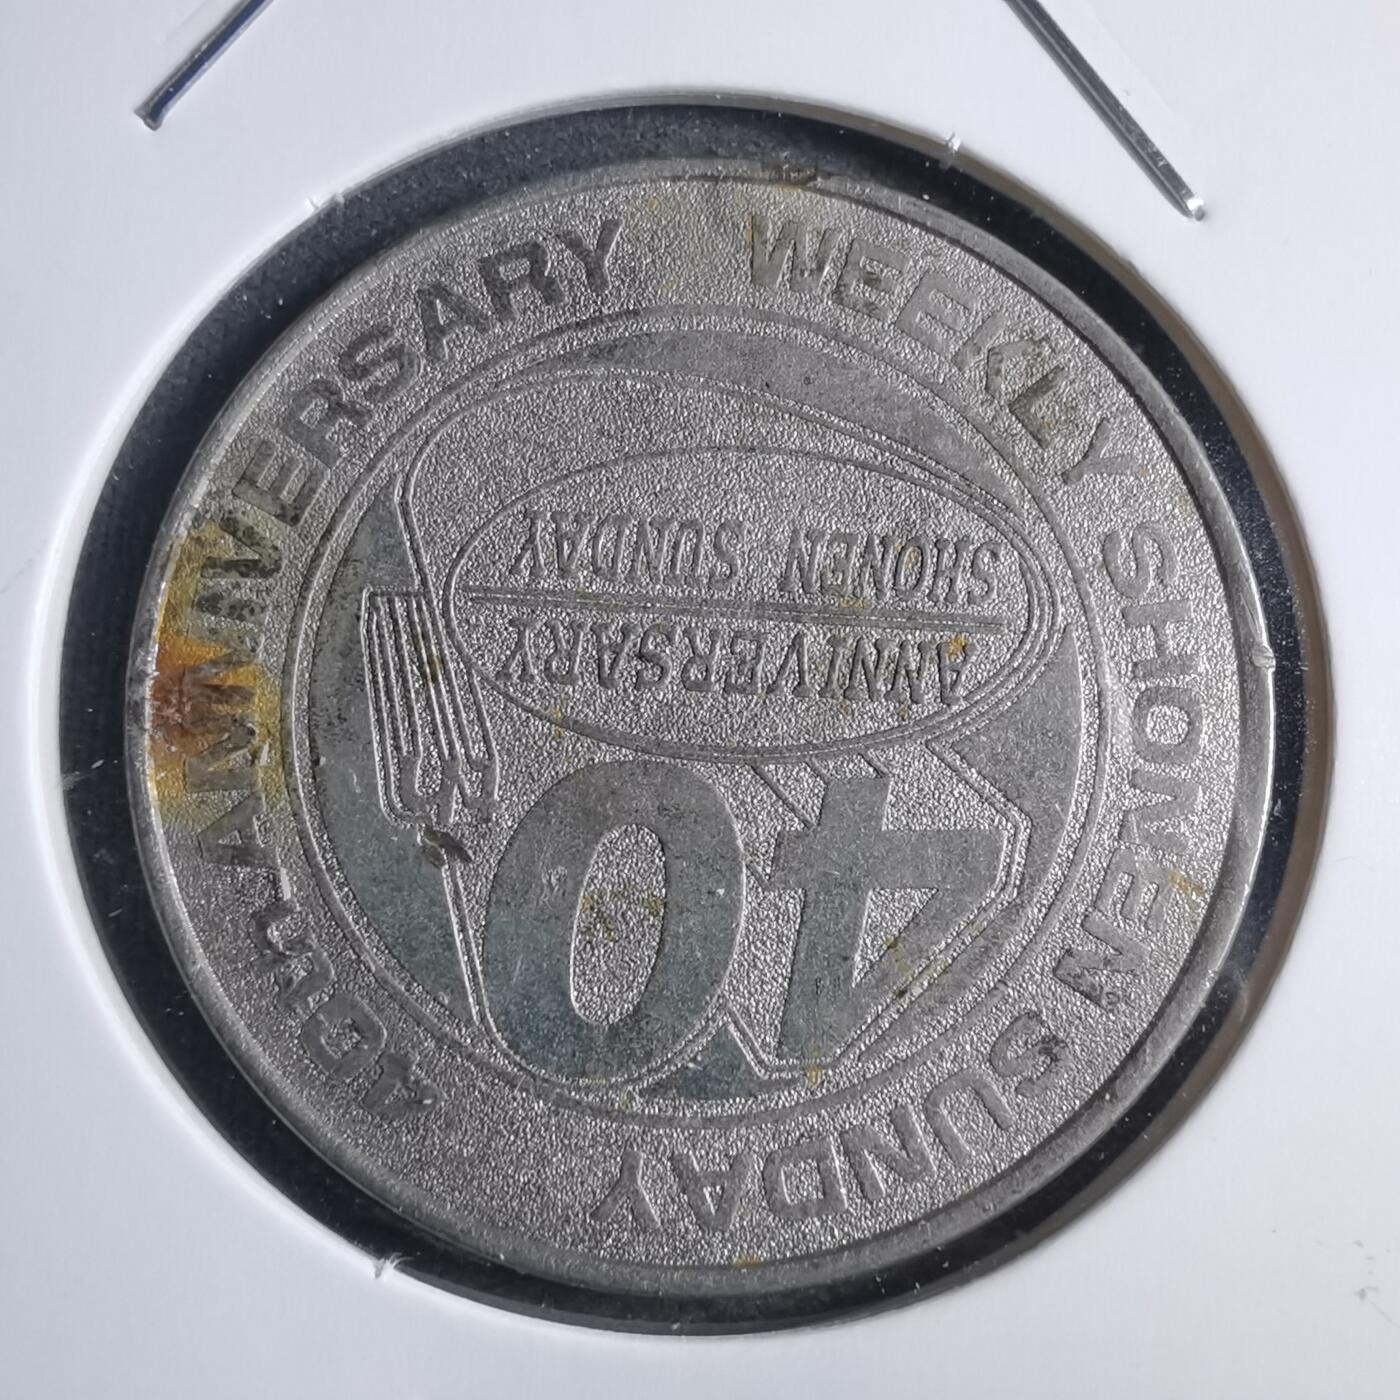 WEEKLY SHONEN SUNDAY
40th ANNIVERSARY
40
ANNIVERSARY
SHONEN SUNDAY